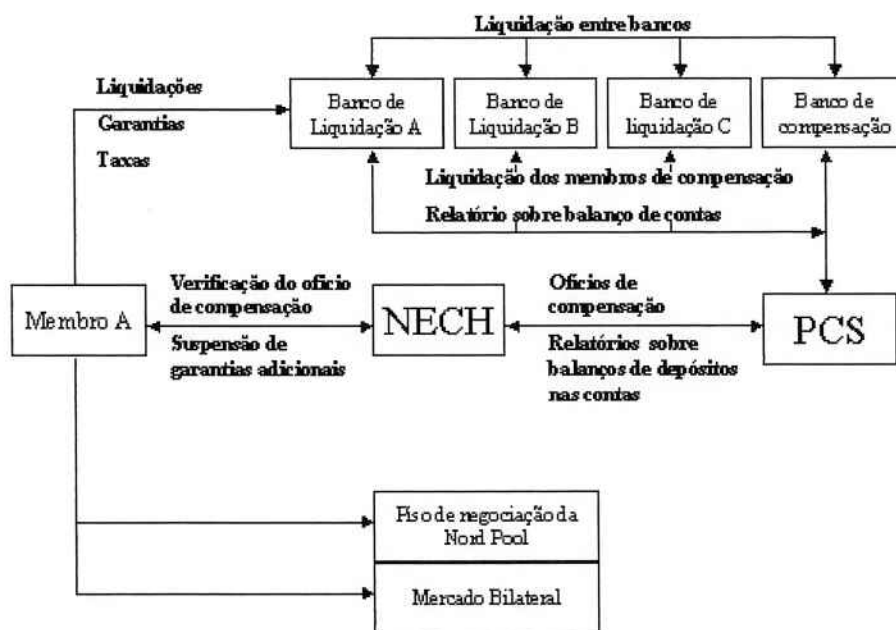 Liquidação entre bancos
Liquidações
Garantias
Taxas
Banco de
Liquidação A
Banco de
Liquidação B
Banco de
liquidação C
Banco de
compensação
Liquidação dos membros de compensação
Relatório sobre balanço de contas
Membro A
Verificação do oficio
de compensação
Suspensão de
garantias adicionais
NECH
Oficios de
compensação
Relatórios sobre
balanços de depósitos
nas contas
PCS
Piso de negociação da
Nord Pool
Mercado Bilateral